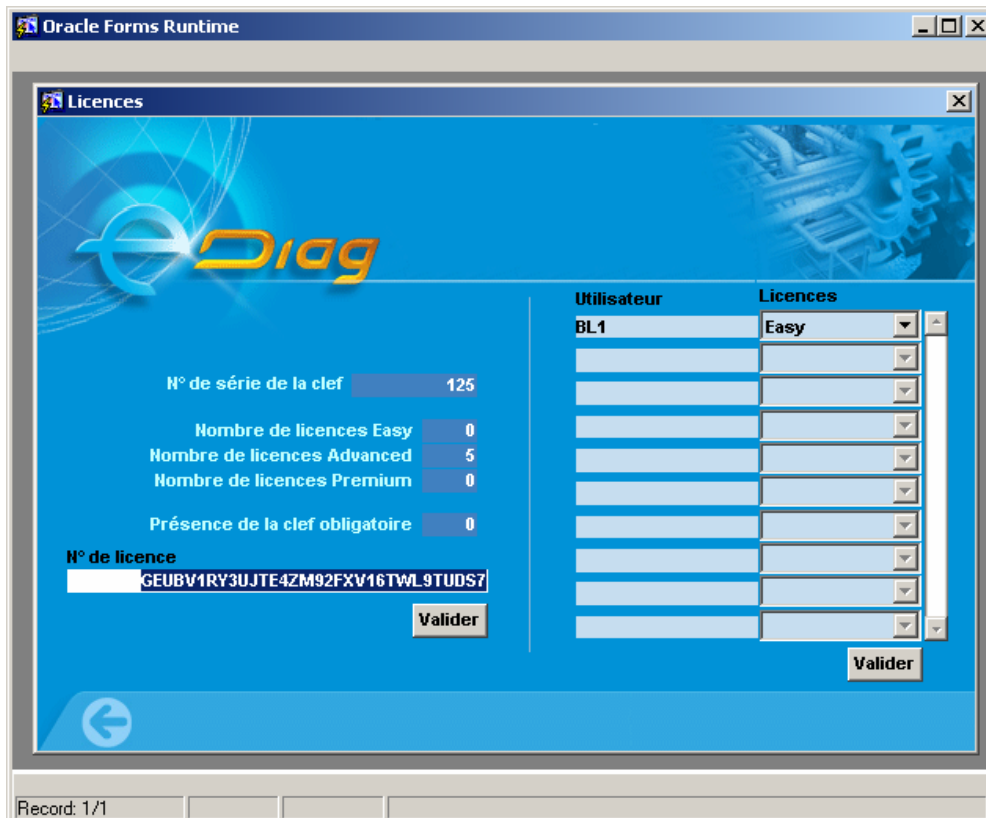 Oracle Forms Runtime
Licences
eDiag
Utilisateur Licences
BL1 Easy
N° de série de la clef 125
Nombre de licences Easy 0
Nombre de licences Advanced 5
Nombre de licences Premium 0
Présence de la clef obligatoire 0
N° de licence
GEUBV1RY3UJTE4ZM92FXV16TWL9TUDS7
Valider
Valider
Record: 1/1